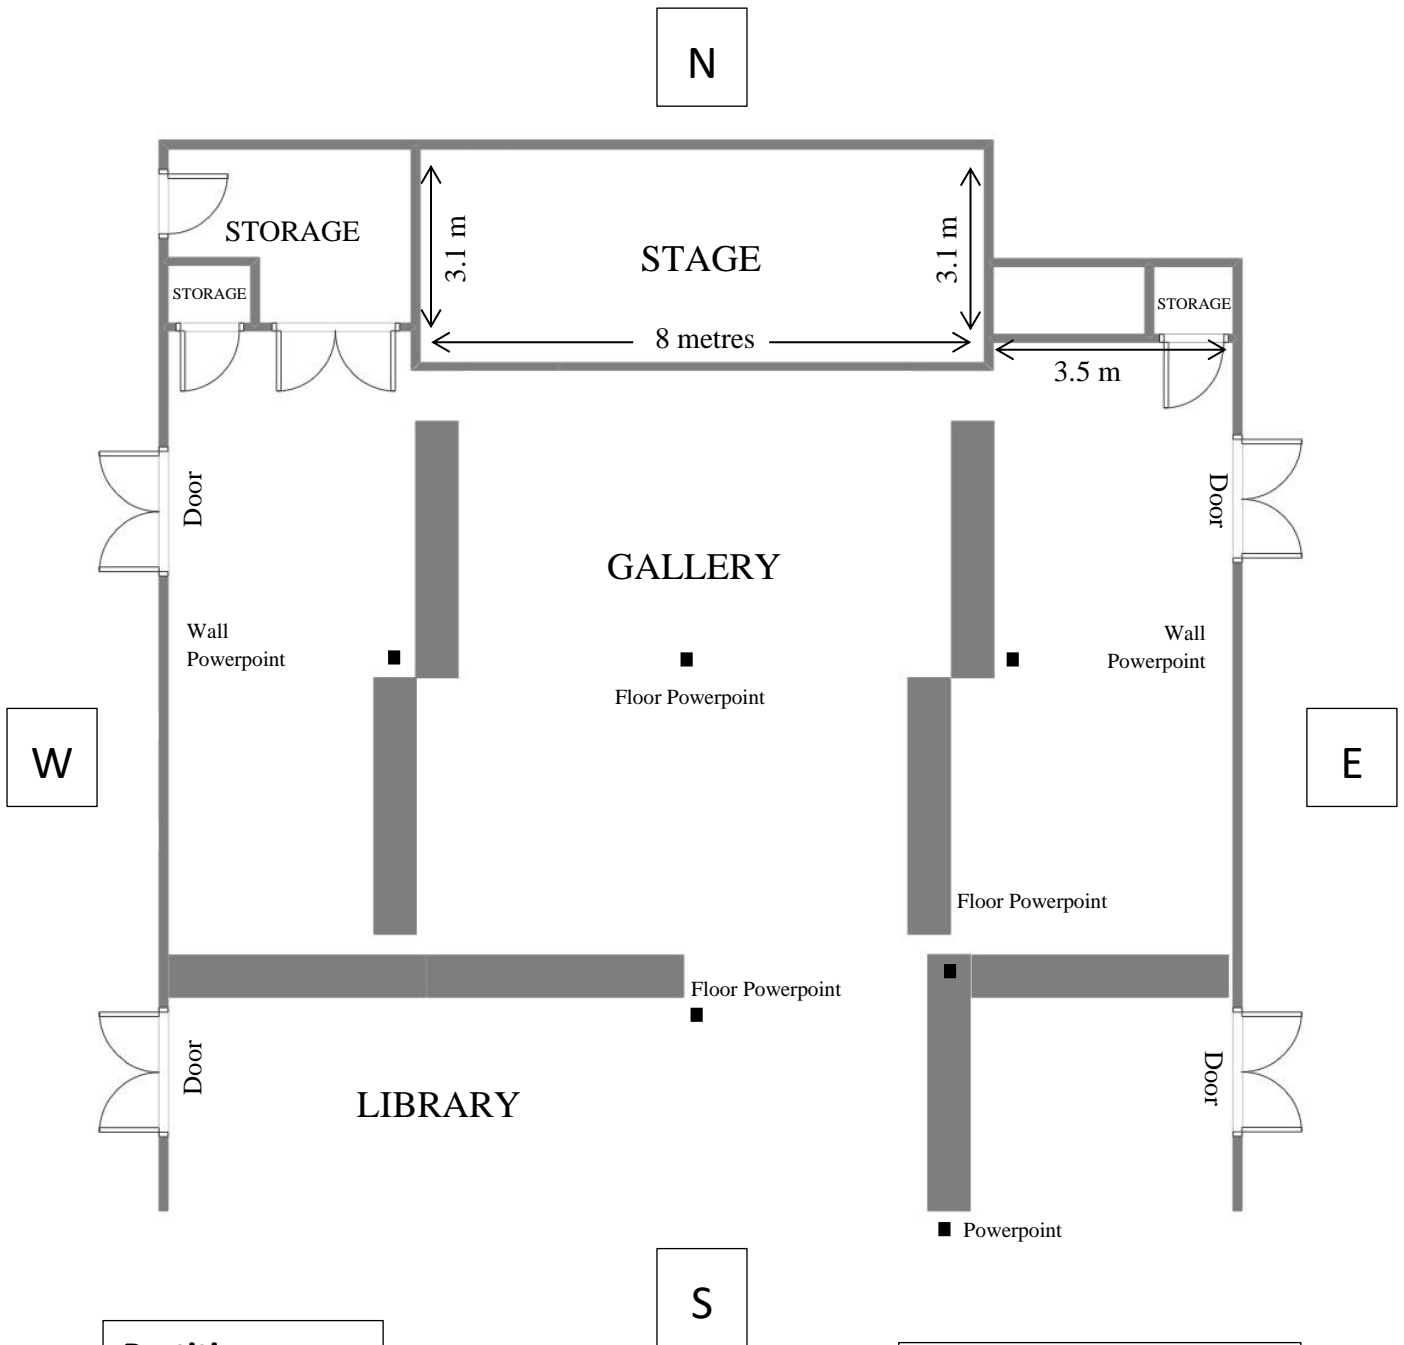 N
STORAGE
3.1 m
STAGE
3.1 m
STORAGE
STORAGE
8 metres
3.5 m
Door
Door
GALLERY
Wall
Powerpoint
Wall
Powerpoint
Floor Powerpoint
W
E
Floor Powerpoint
Floor Powerpoint
Door
Door
LIBRARY
Powerpoint
S